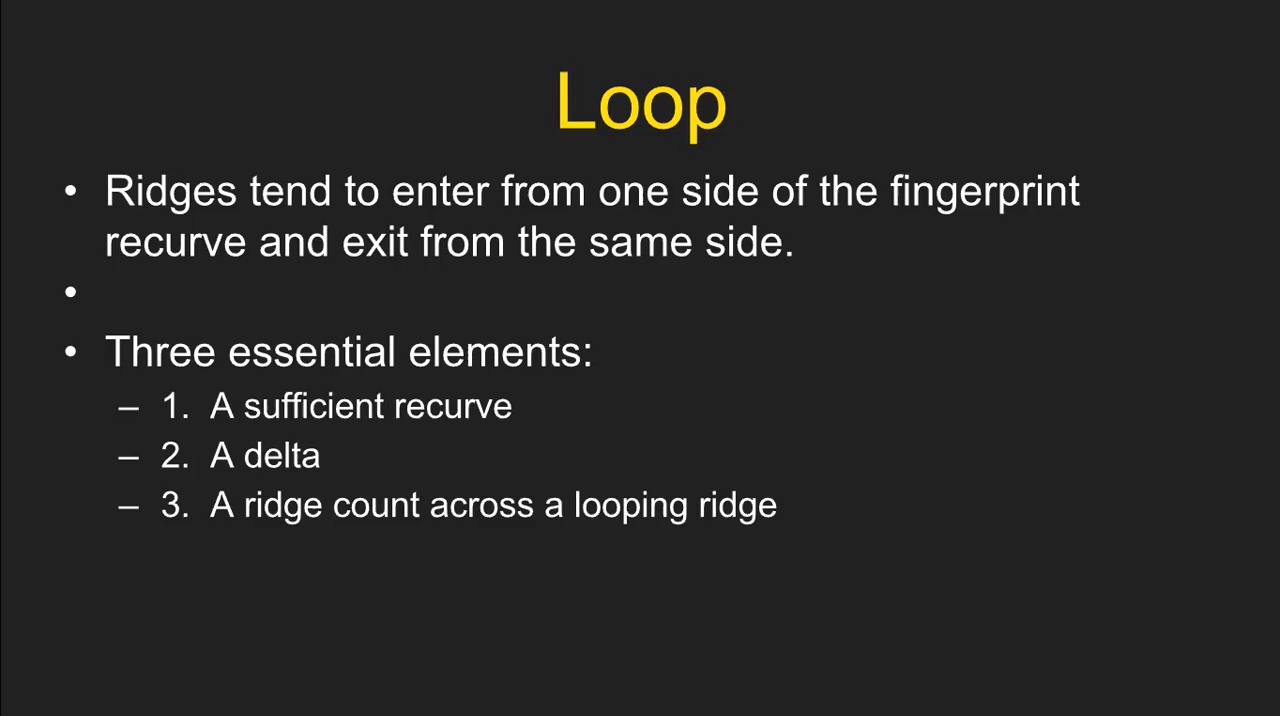 Loop
• Ridges tend to enter from one side of the fingerprint
recurve and exit from the same side.
•
• Three essential elements:
– 1. A sufficient recurve
– 2. A delta
– 3. A ridge count across a looping ridge